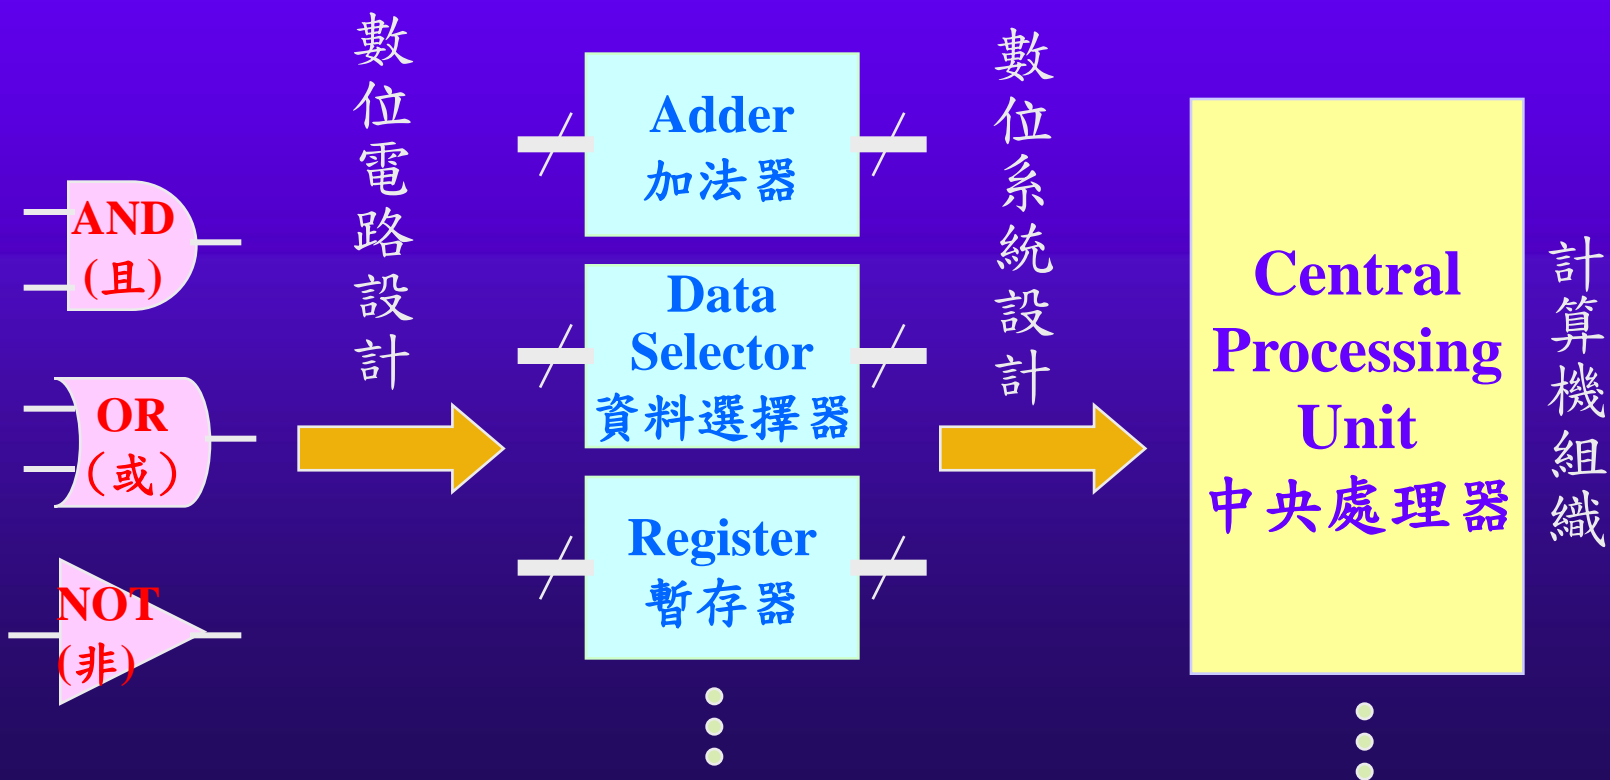 AND
(且)
OR
（或）
NOT
(非)
數位電路設計
Adder
加法器
Data
Selector
資料選擇器
Register
暫存器
數位系統設計
Central
Processing
Unit
中央處理器
計算機組織